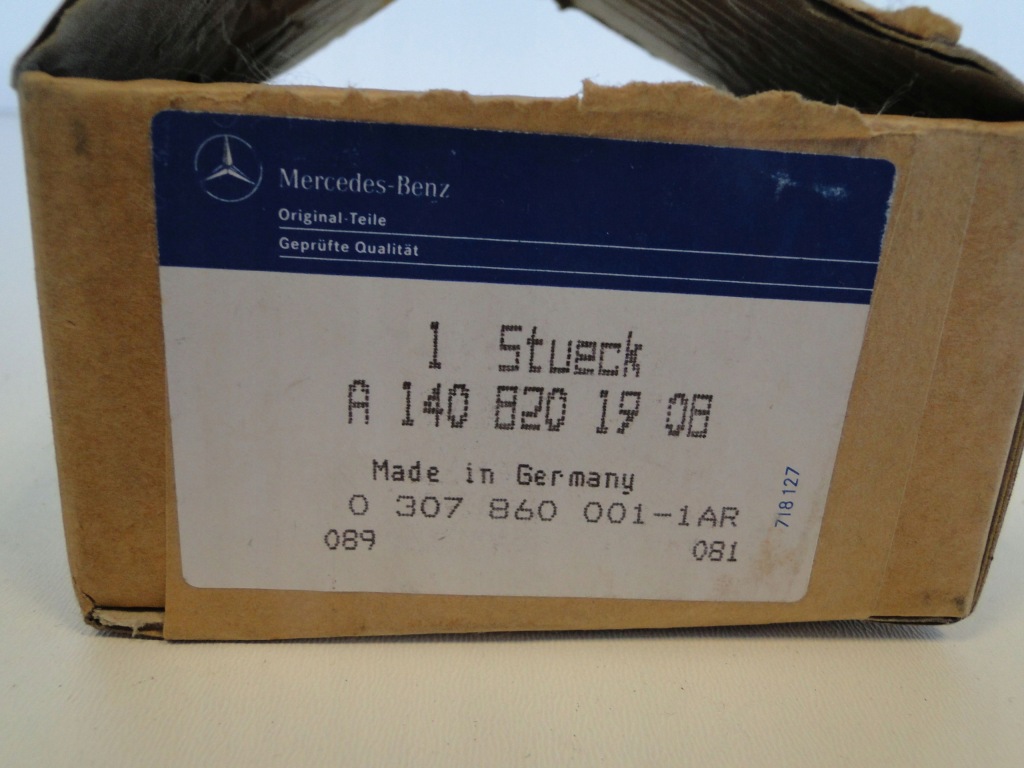 Mercedes-Benz
Original-Teile
Geprüfte Qualität
1 Stueck
A 140 820 19 08
Made in Germany
0 307 860 001-1AR
089 081
718127